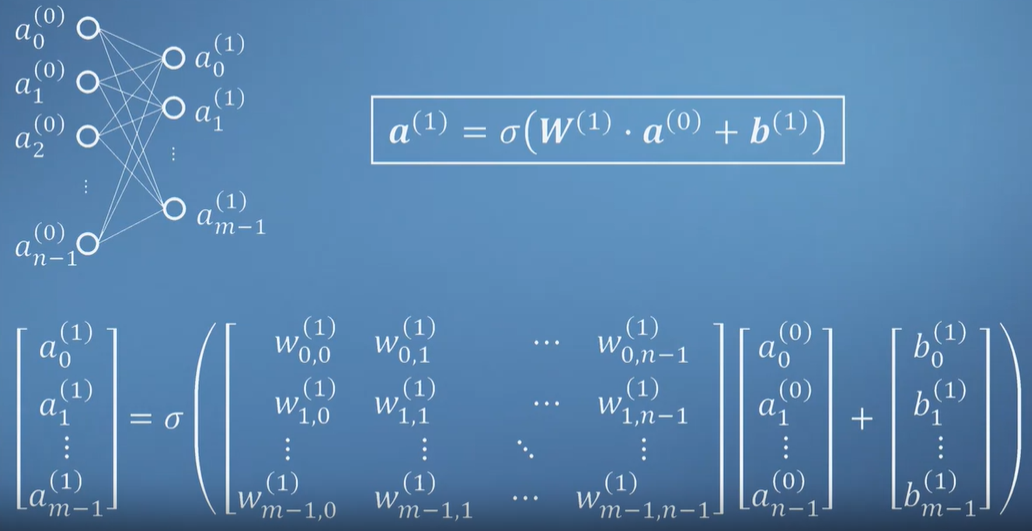 a_0^{(0)}
a_1^{(0)}
a_2^{(0)}
⋮
a_{n−1}^{(0)}
a_0^{(1)}
a_1^{(1)}
⋮
a_{m−1}^{(1)}
𝒂^{(1)} = σ(𝑾^{(1)} · 𝒂^{(0)} + 𝒃^{(1)})
[a_0^{(1)} a_1^{(1)} ⋮ a_{m−1}^{(1)}] = σ([w_{0,0}^{(1)} w_{0,1}^{(1)} ⋯ w_{0,n−1}^{(1)}
w_{1,0}^{(1)} w_{1,1}^{(1)} ⋯ w_{1,n−1}^{(1)}
⋮ ⋮ ⋱ ⋮
w_{m−1,0}^{(1)} w_{m−1,1}^{(1)} ⋯ w_{m−1,n−1}^{(1)}] [a_0^{(0)} a_1^{(0)} ⋮ a_{n−1}^{(0)}] + [b_0^{(1)} b_1^{(1)} ⋮ b_{m−1}^{(1)}])